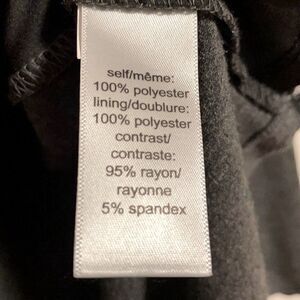 self/même:
100% polyester
lining/doublure:
100% polyester
contrast/
contraste:
95% rayon/
rayonne
5% spandex